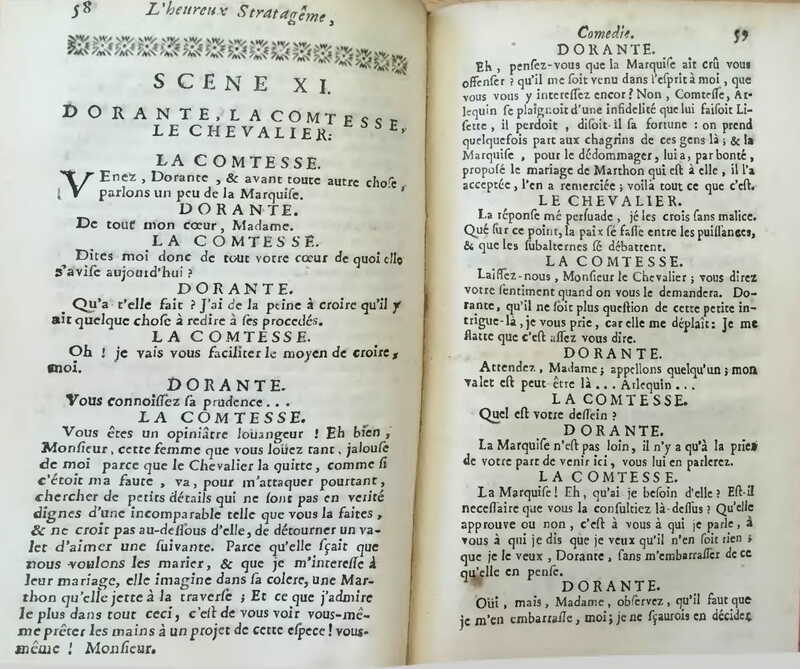 58 L'heureux Stratagême,
SCENE XI.
DORANTE, LA COMTESSE,
LE CHEVALIER.
LA COMTESSE.
VEnez, Dorante, & avant toute autre choſe,
parlons un peu de la Marquiſe.
DORANTE.
De tout mon cœur, Madame.
LA COMTESSE.
Dites moi donc de tout votre cœur de quoi elle
s'aviſe aujourd'hui ?
DORANTE.
Qu'a t'elle fait ? J'ai de la peine à croire qu'il y
ait quelque choſe à redire à ſes procedés.
LA COMTESSE.
Oh ! je vais vous faciliter le moyen de croire,
moi.
DORANTE.
Vous connoiſſez ſa prudence...
LA COMTESSE.
Vous êtes un opiniâtre loüangeur ! Eh bien,
Monſieur, cette femme que vous loüez tant, jalouſe
de moi parce que le Chevalier la quitte, comme ſi
c'étoit ma faute, va, pour m'attaquer pourtant,
chercher de petits détails qui ne ſont pas en verité
dignes d'une incomparable telle que vous la faites,
& ne croit pas au-deſſous d'elle, de détourner un va-
let d'aimer une ſuivante. Parce qu'elle ſçait que
nous voulons les marier, & que je m'intereſſe à
leur mariage, elle imagine dans ſa colere, une Mar-
thon qu'elle jette à la traverſe ; Et ce que j'admire
le plus dans tout ceci, c'eſt de vous voir vous-mê-
me prêter les mains à un projet de cette eſpece ! vous-
même ! Monſieur.
Comedie. 59
DORANTE.
Eh, penſez-vous que la Marquiſe ait crû vous
offenſer ? qu'il me ſoit venu dans l'eſprit à moi, que
vous vous y intereſſez encor ? Non, Comteſſe, Ar-
lequin ſe plaignoit d'une infidelité que lui faiſoit Li-
ſette, il perdoit, diſoit-il ſa fortune : on prend
quelquefois part aux chagrins de ces gens là ; & la
Marquiſe, pour le dédommager, lui a, par bonté,
propoſé le mariage de Marthon qui eſt à elle, il l'a
acceptée, l'en a remerciée ; voilà tout ce que c'eſt.
LE CHEVALIER.
La réponſe mé perſuade, jé les crois ſans malice.
Qué ſur ce point, la paix ſé faſſe entre les puiſſances,
& que les ſubalternes ſé débattent.
LA COMTESSE.
Laiſſez-nous, Monſieur le Chevalier ; vous direz
votre ſentiment quand on vous le demandera. Do-
rante, qu'il ne ſoit plus queſtion de cette petite in-
trigue-là, je vous prie, car elle me déplaît : Je me
flatte que c'eſt aſſez vous dire.
DORANTE.
Attendez, Madame ; appellons quelqu'un ; mon
valet eſt peut être là... Arlequin...
LA COMTESSE.
Quel eſt votre deſſein ?
DORANTE.
La Marquiſe n'eſt pas loin, il n'y a qu'à la prier
de votre part de venir ici, vous lui en parlerez.
LA COMTESSE.
La Marquiſe ! Eh, qu'ai je beſoin d'elle ? Eſt-il
neceſſaire que vous la conſultiez là-deſſus ? Qu'elle
approuve ou non, c'eſt à vous à qui je parle, à
vous à qui je dis que je veux qu'il n'en ſoit rien ;
que je le veux, Dorante, ſans m'embarraſſer de ce
qu'elle en penſe.
DORANTE.
Oüi, mais, Madame, obſervez, qu'il faut que
je m'en embarraſſe, moi ; je ne ſçaurois en décider